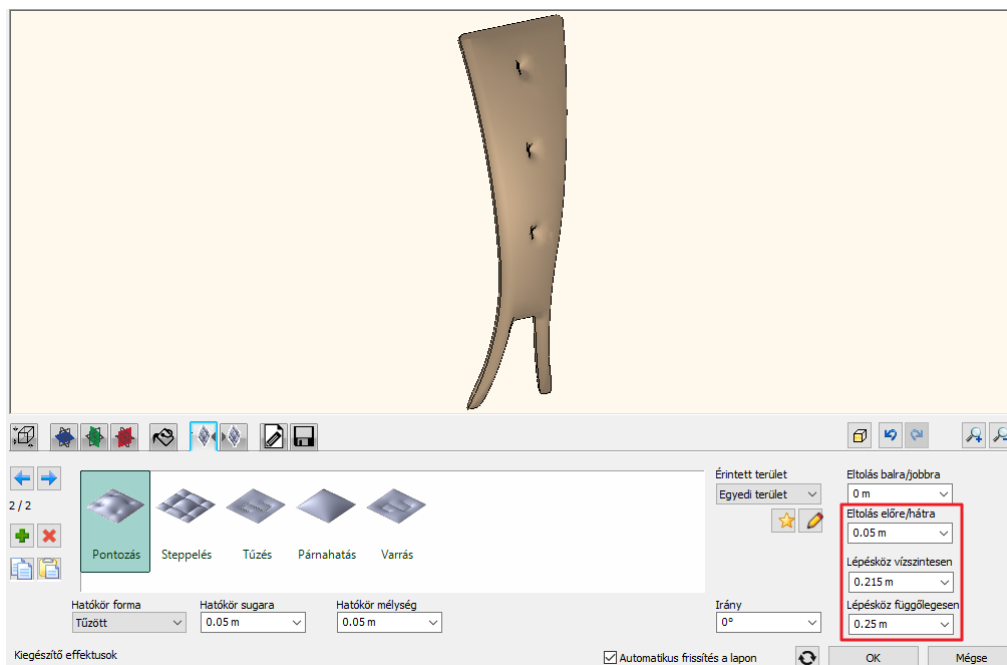 2 / 2
Pontozás
Steppelés
Tűzés
Párnahatás
Varrás
Hatókör forma
Tűzött
Hatókör sugara
0.05 m
Hatókör mélység
0.05 m
Érintett terület
Egyedi terület
Irány
0°
Eltolás balra/jobbra
0 m
Eltolás előre/hátra
0.05 m
Lépésköz vízszintesen
0.215 m
Lépésköz függőlegesen
0.25 m
Kiegészítő effektusok
Automatikus frissítés a lapon
OK
Mégse